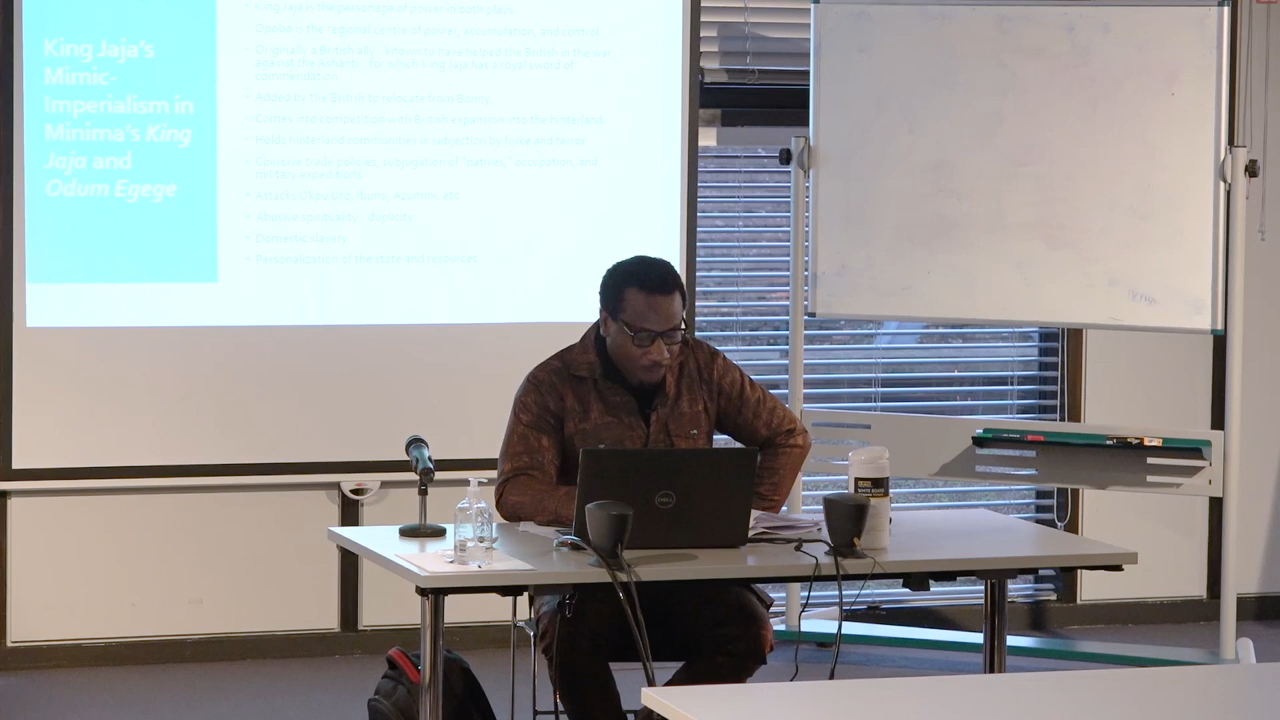 King Jaja's
Mimic-
Imperialism in
Minima's King
Jaja and
Odum Egege
King Jaja is the personage of power in both plays
Opobo is the regional centre of power, accumulation, and control
Originally a British ally - known to have helped the British in the war
against the Ashanti - for which King Jaja has a royal sword of
commendation
Added by the British to relocate from Bonny
Comes into competition with British expansion into the hinterland
Holds hinterland communities in subjection by force and terror
Coercive trade policies, subjugation of "natives," occupation, and
military expeditions
Attacks Ibuno, Azumini, etc
Abusive spirituality - duplicity
Domestic slavery
Personalization of the state and resources
DELL
WHITE BOARD